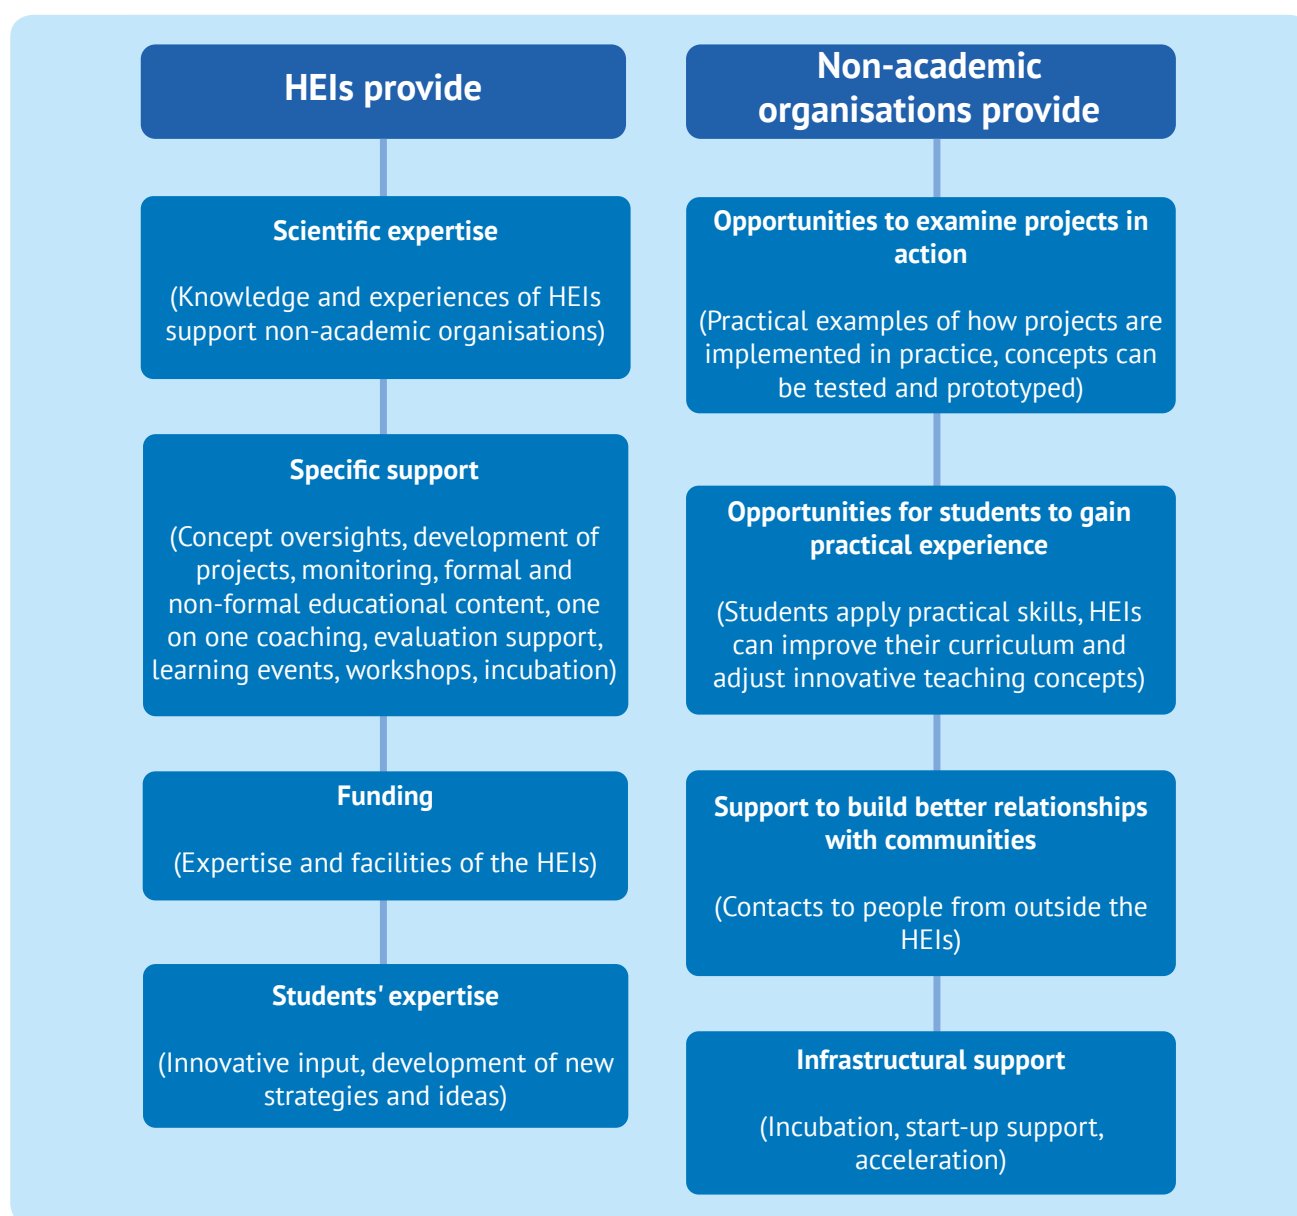 HEIs provide
Scientific expertise
(Knowledge and experiences of HEIs
support non-academic organisations)
Specific support
(Concept oversights, development of
projects, monitoring, formal and
non-formal educational content, one
on one coaching, evaluation support,
learning events, workshops, incubation)
Funding
(Expertise and facilities of the HEIs)
Students' expertise
(Innovative input, development of new
strategies and ideas)
Non-academic
organisations provide
Opportunities to examine projects in
action
(Practical examples of how projects are
implemented in practice, concepts can
be tested and prototyped)
Opportunities for students to gain
practical experience
(Students apply practical skills, HEIs
can improve their curriculum and
adjust innovative teaching concepts)
Support to build better relationships
with communities
(Contacts to people from outside the
HEIs)
Infrastructural support
(Incubation, start-up support,
acceleration)